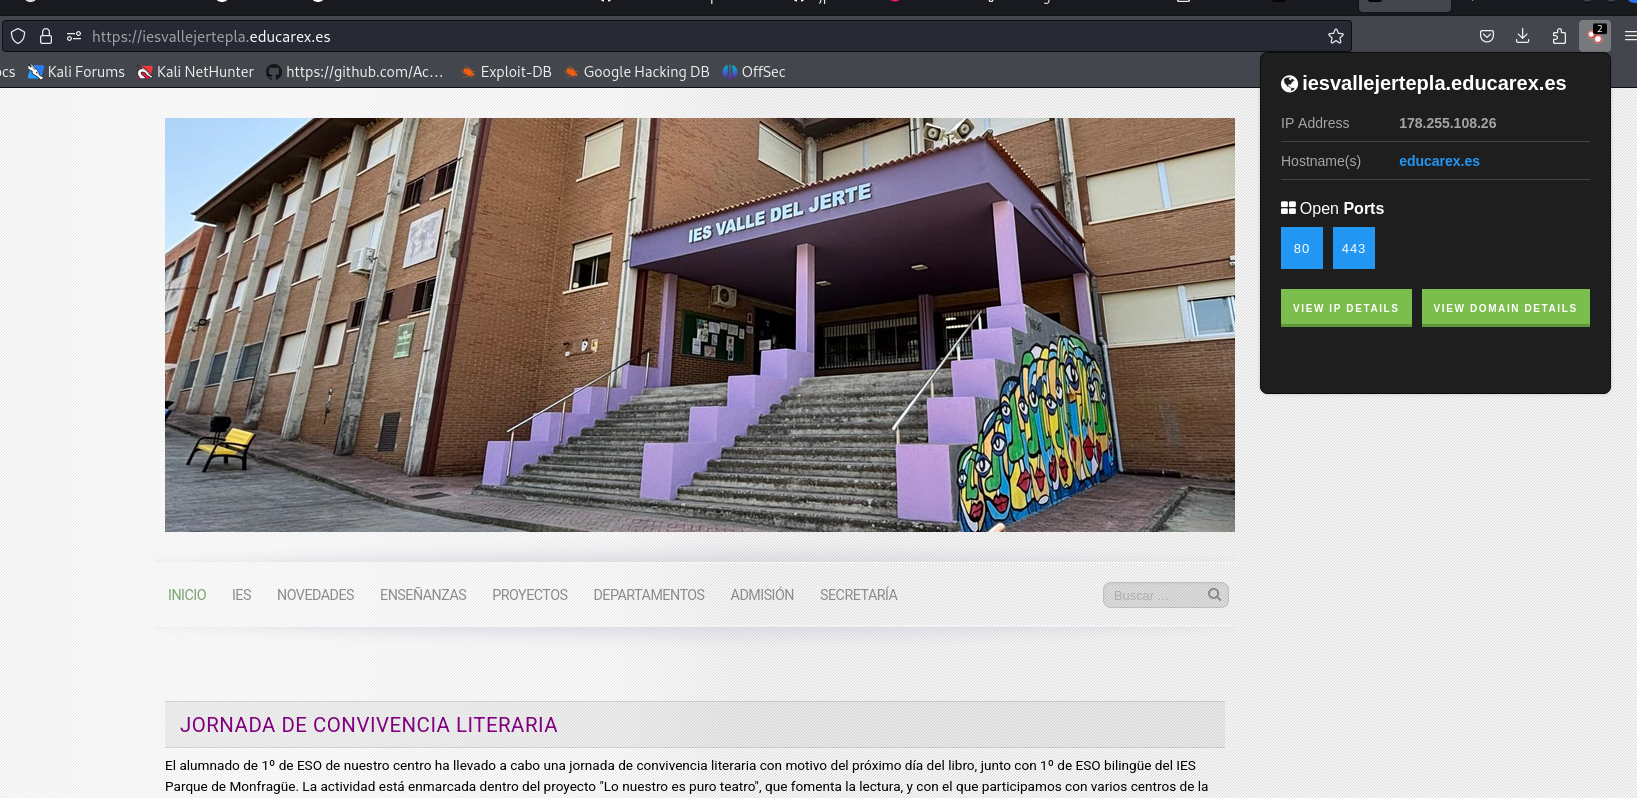 https://iesvallejertepla.educarex.es
2
cs
Kali Forums
Kali NetHunter
https://github.com/Ac...
Exploit-DB
Google Hacking DB
OffSec
iesvallejertepla.educarex.es
IP Address 178.255.108.26
Hostname(s) educarex.es
Open Ports
80 443
VIEW IP DETAILS VIEW DOMAIN DETAILS
IES VALLE DEL JERTE
INICIO IES NOVEDADES ENSEÑANZAS PROYECTOS DEPARTAMENTOS ADMISIÓN SECRETARÍA
Buscar ...
JORNADA DE CONVIVENCIA LITERARIA
El alumnado de 1º de ESO de nuestro centro ha llevado a cabo una jornada de convivencia literaria con motivo del próximo día del libro, junto con 1º de ESO bilingüe del IES
Parque de Monfragüe. La actividad está enmarcada dentro del proyecto "Lo nuestro es puro teatro", que fomenta la lectura, y con el que participamos con varios centros de la